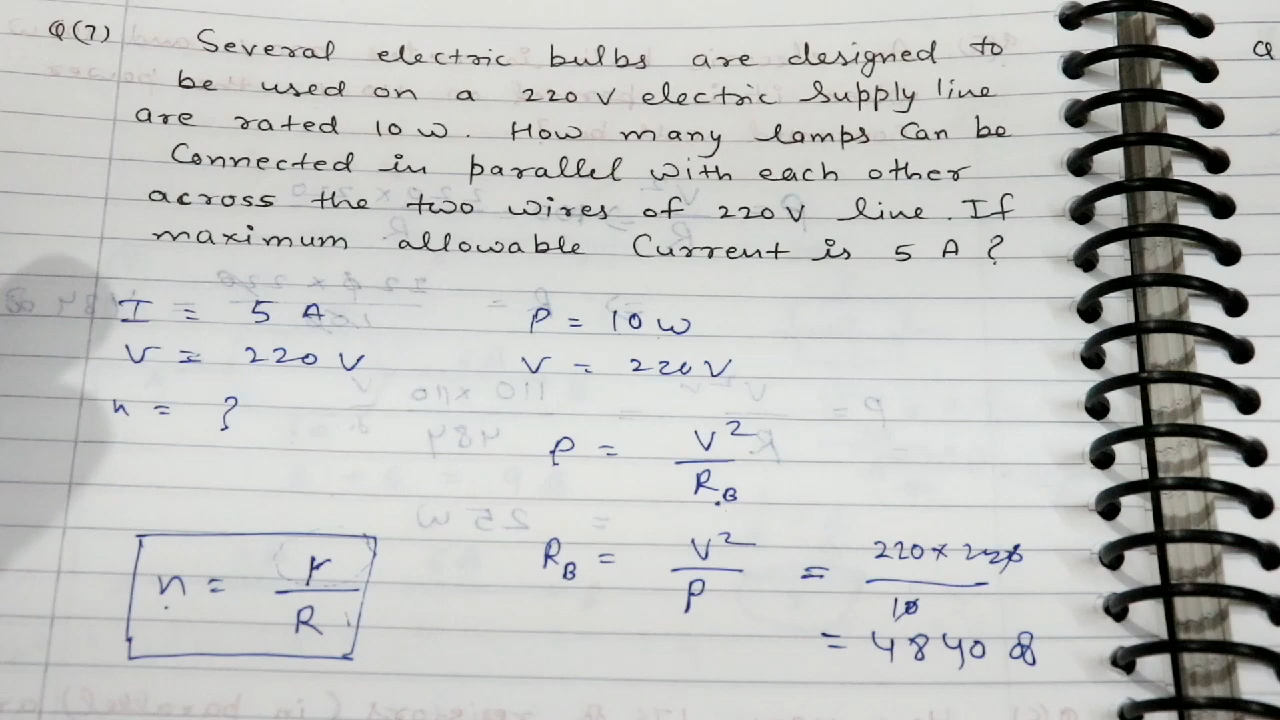 Q(7) Several electric bulbs are designed to
be used on a 220 V electric Supply line
are rated 10 w. How many lamps Can be
Connected in parallel with each other
across the two wires of 220 V line. If
maximum allowable Current is 5 A ?
I = 5 A P = 10 w
V = 220 V V = 220 V
n = ?
P = V²/R_B
R_B = V²/P = 220 × 220/10
n = r/R
= 4840 Ω